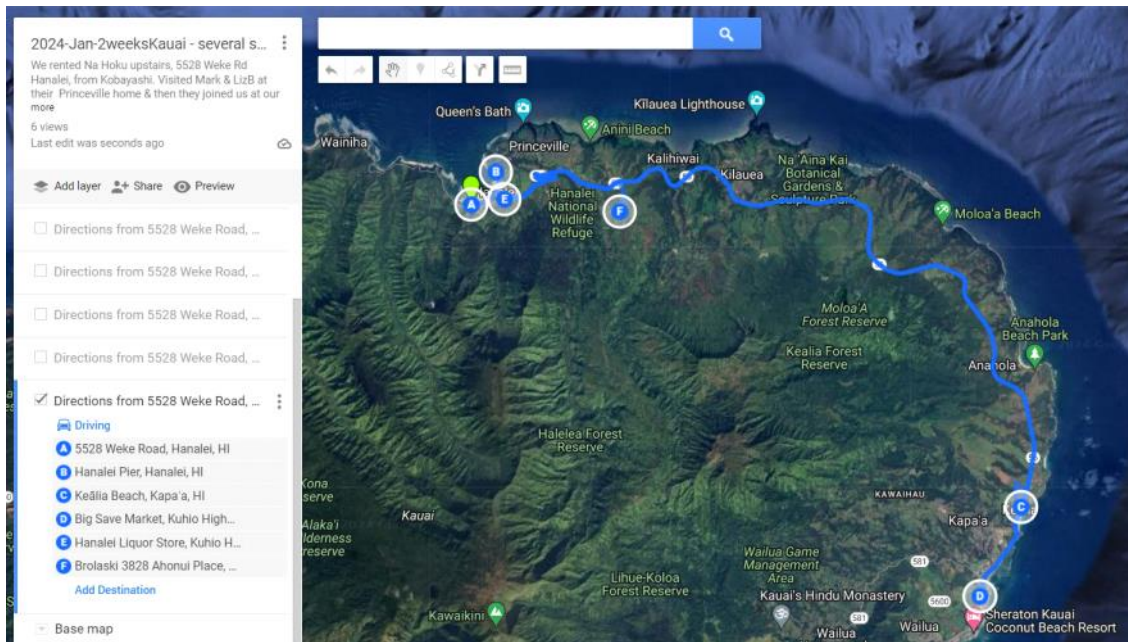 2024-Jan-2weeksKauai - several s...
We rented Na Hoku upstairs, 5528 Weke Rd
Hanalei, from Kobayashi. Visited Mark & LizB at
their Princeville home & then they joined us at our
more
6 views
Last edit was seconds ago
Add layer Share Preview
Directions from 5528 Weke Road, ...
Directions from 5528 Weke Road, ...
Directions from 5528 Weke Road, ...
Directions from 5528 Weke Road, ...
Directions from 5528 Weke Road, ...
Driving
A 5528 Weke Road, Hanalei, HI
B Hanalei Pier, Hanalei, HI
C Keālia Beach, Kapaʻa, HI
D Big Save Market, Kuhio High...
E Hanalei Liquor Store, Kuhio H...
F Brolaski 3828 Ahonui Place, ...
Add Destination
Base map
Queen's Bath
Kīlauea Lighthouse
Anini Beach
Wainiha
Princeville
Kalihiwai
Kilauea
Na ʻAina Kai
Botanical
Gardens &
Sculpture Park
B
A
E
F
Hanalei
National
Wildlife
Refuge
Moloa'a Beach
Moloa'A
Forest Reserve
Anahola
Beach Park
Anahola
Kealia Forest
Reserve
Halelea Forest
Reserve
Kona
serve
Kauai
Alaka'i
lderness
reserve
KAWAIHAU
C
Kapa'a
Wailua Game
Management
Area
581
Lihue-Koloa
Forest Reserve
Kauai's Hindu Monastery
5600
D
Kawaikini
581
Wailua
Wailua
Sheraton Kauai
Coconut Beach Resort